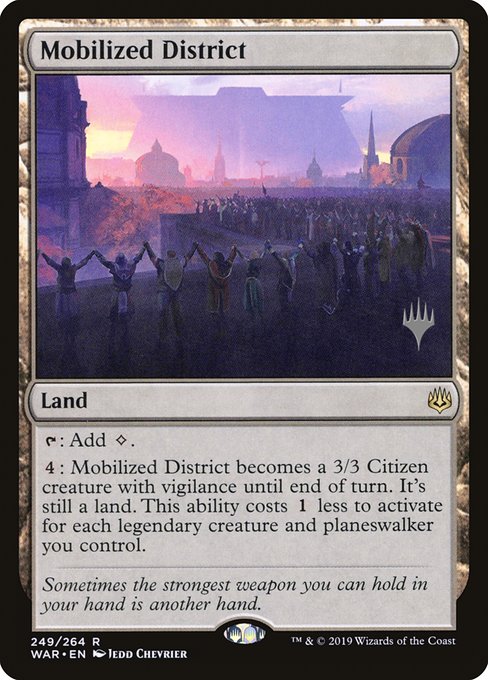 Mobilized District
Land
: Add .
4 : Mobilized District becomes a 3/3 Citizen
creature with vigilance until end of turn. It's
still a land. This ability costs 1 less to activate
for each legendary creature and planeswalker
you control.
Sometimes the strongest weapon you can hold in
your hand is another hand.
249/264 R
WAR • EN Jedd Chevrier
™ & © 2019 Wizards of the Coast